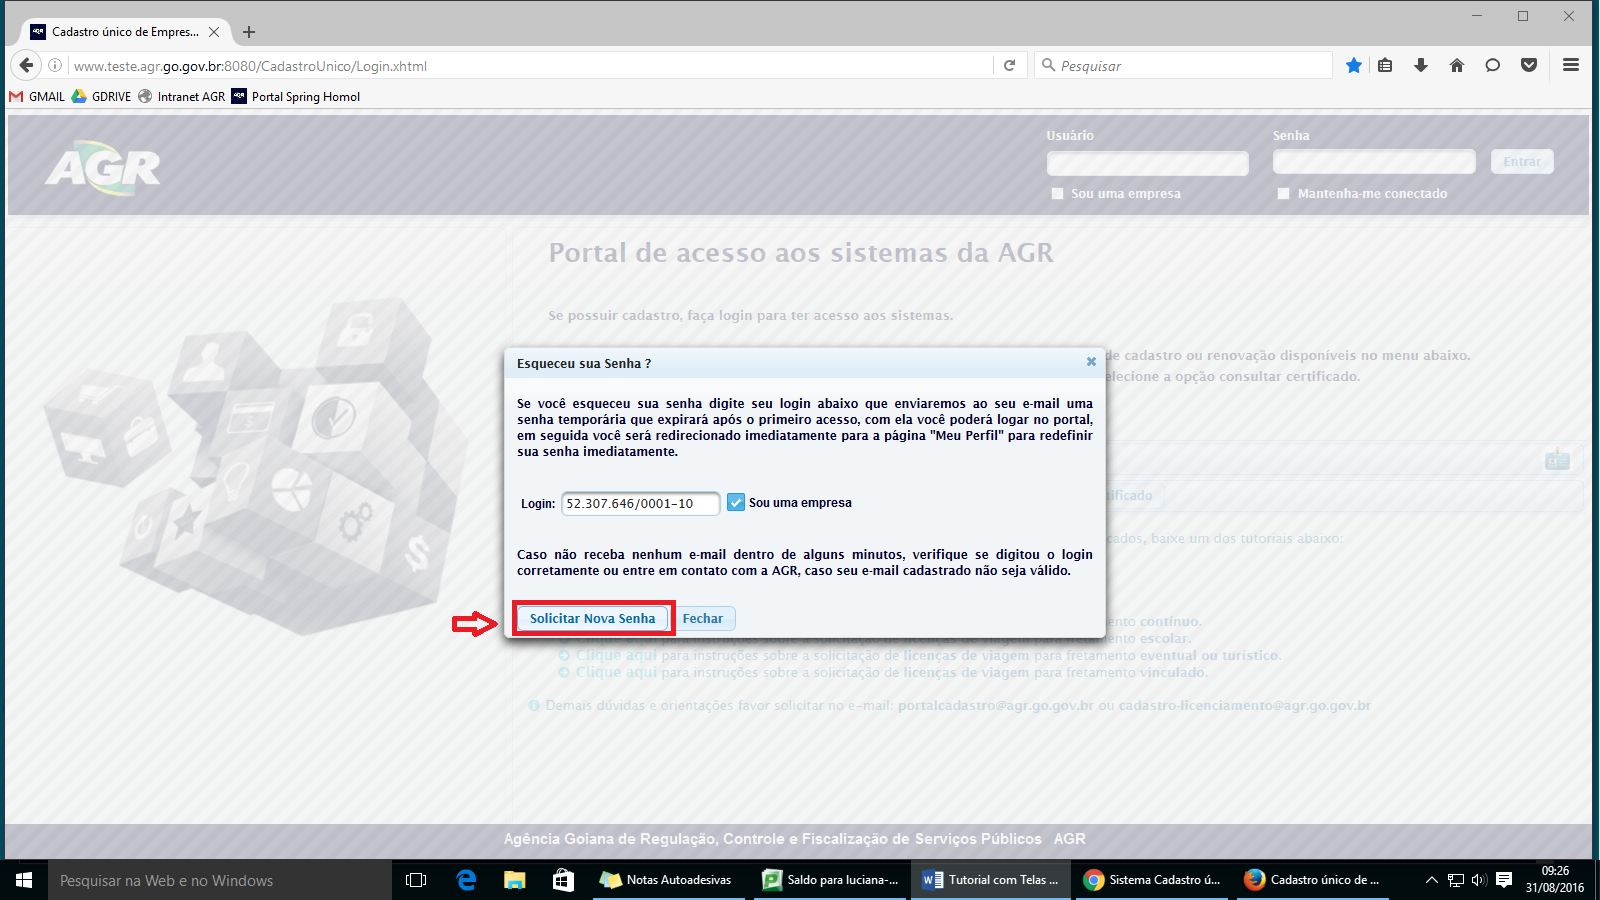 Cadastro único de Empres...
www.teste.agr.go.gov.br:8080/CadastroUnico/Login.xhtml
Pesquisar
GMAIL GDRIVE Intranet AGR Portal Spring Homol
AGR
Usuário
Senha
Entrar
Sou uma empresa
Mantenha-me conectado
Portal de acesso aos sistemas da AGR
Se possuir cadastro, faça login para ter acesso aos sistemas.
de cadastro ou renovação disponíveis no menu abaixo.
elecione a opção consultar certificado.
Esqueceu sua Senha ?
Se você esqueceu sua senha digite seu login abaixo que enviaremos ao seu e-mail uma
senha temporária que expirará após o primeiro acesso, com ela você poderá logar no portal,
em seguida você será redirecionado imediatamente para a página "Meu Perfil" para redefinir
sua senha imediatamente.
Login: 52.307.646/0001-10 Sou uma empresa
tificado
cados, baixe um dos tutoriais abaixo:
Caso não receba nenhum e-mail dentro de alguns minutos, verifique se digitou o login
corretamente ou entre em contato com a AGR, caso seu e-mail cadastrado não seja válido.
Solicitar Nova Senha Fechar
mento contínuo.
mento escolar.
Clique aqui para instruções sobre a solicitação de licenças de viagem para fretamento eventual ou turístico.
Clique aqui para instruções sobre a solicitação de licenças de viagem para fretamento vinculado.
Demais dúvidas e orientações favor solicitar no e-mail: portalcadastro@agr.go.gov.br ou cadastro-licenciamento@agr.go.gov.br
Agência Goiana de Regulação, Controle e Fiscalização de Serviços Públicos AGR
Pesquisar na Web e no Windows
Notas Autoadesivas
Saldo para luciana-...
Tutorial com Telas ...
Sistema Cadastro ú...
Cadastro único de ...
09:26
31/08/2016